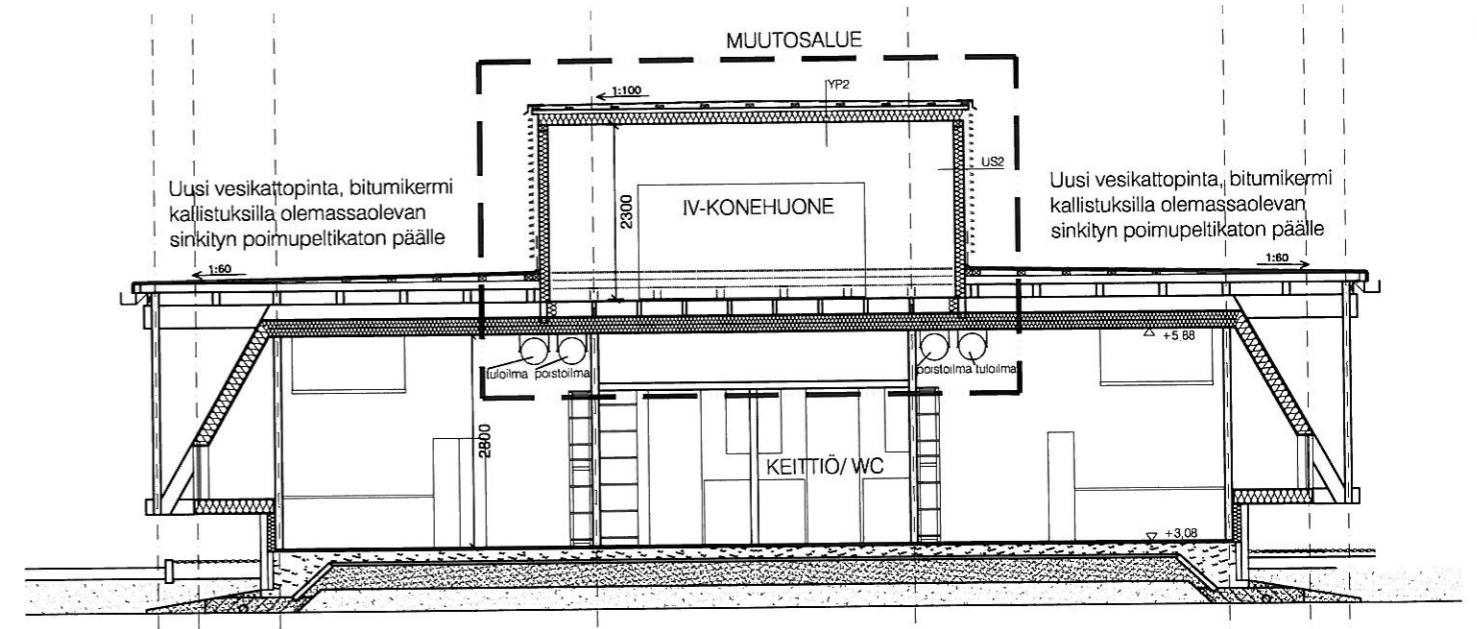 MUUTOSALUE
1:100
YP2
US2
Uusi vesikattopinta, bitumikermi
kallistuksilla olemassaolevan
sinkityn poimupeltikaton päälle
2300
IV-KONEHUONE
Uusi vesikattopinta, bitumikermi
kallistuksilla olemassaolevan
sinkityn poimupeltikaton päälle
1:60
1:60
+5,88
tuloilma poistoilma
poistoilma tuloilma
2800
KEITTIÖ/ WC
+3,08